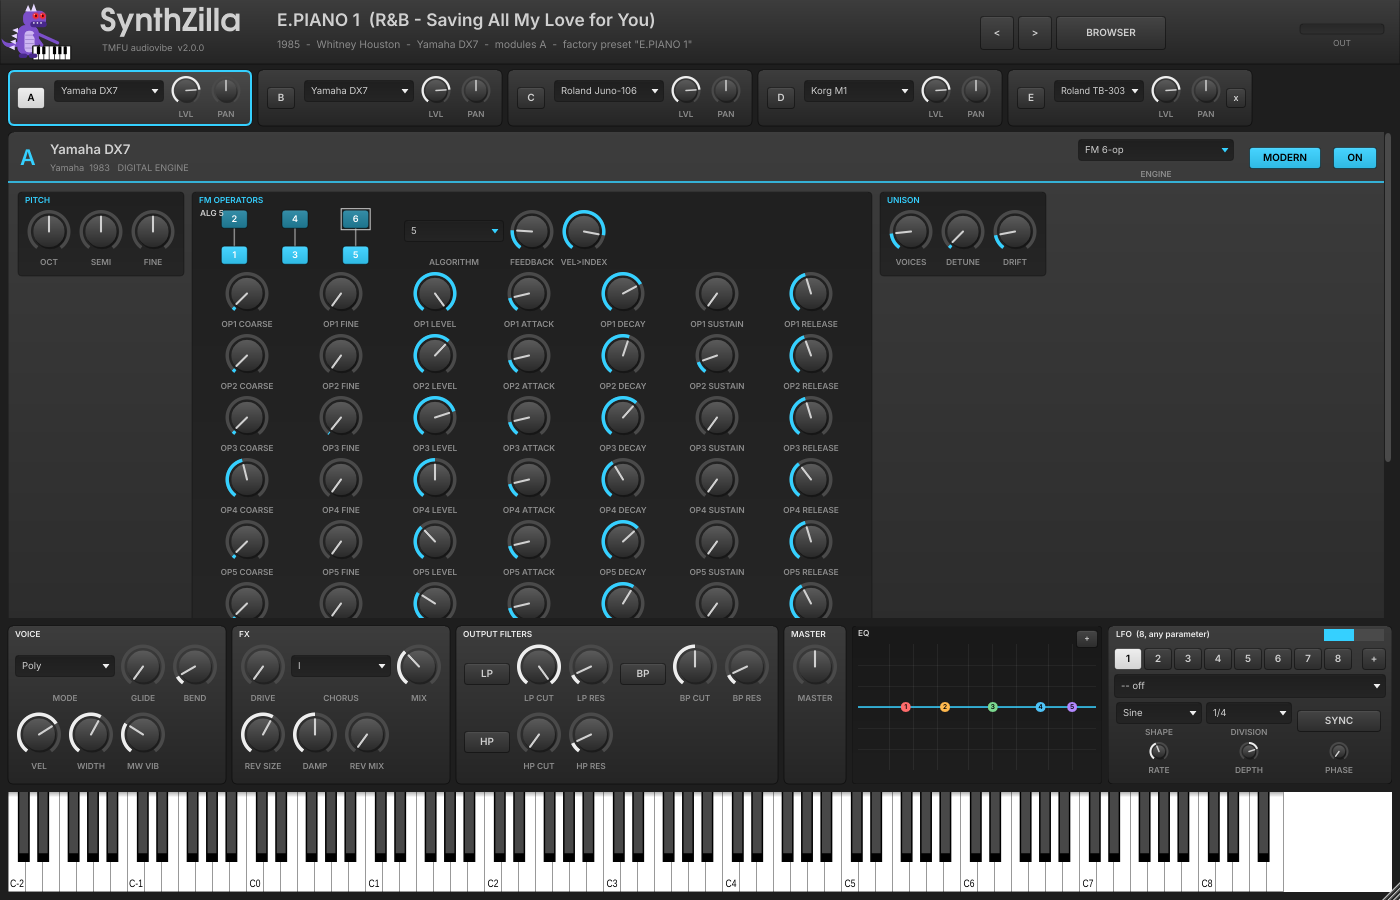 SynthZilla
TMFU audiovibe v2.0.0
E.PIANO 1 (R&B - Saving All My Love for You)
1985 - Whitney Houston - Yamaha DX7 - modules A - factory preset "E.PIANO 1"
< > BROWSER
OUT
A Yamaha DX7 LVL PAN
B Yamaha DX7 LVL PAN
C Roland Juno-106 LVL PAN
D Korg M1 LVL PAN
E Roland TB-303 LVL PAN x
A Yamaha DX7
Yamaha 1983 DIGITAL ENGINE
FM 6-op
ENGINE
MODERN ON
PITCH
OCT SEMI FINE
FM OPERATORS
ALG 5
2 4 6
1 3 5
5
ALGORITHM FEEDBACK VEL>INDEX
OP1 COARSE OP1 FINE OP1 LEVEL OP1 ATTACK OP1 DECAY OP1 SUSTAIN OP1 RELEASE
OP2 COARSE OP2 FINE OP2 LEVEL OP2 ATTACK OP2 DECAY OP2 SUSTAIN OP2 RELEASE
OP3 COARSE OP3 FINE OP3 LEVEL OP3 ATTACK OP3 DECAY OP3 SUSTAIN OP3 RELEASE
OP4 COARSE OP4 FINE OP4 LEVEL OP4 ATTACK OP4 DECAY OP4 SUSTAIN OP4 RELEASE
OP5 COARSE OP5 FINE OP5 LEVEL OP5 ATTACK OP5 DECAY OP5 SUSTAIN OP5 RELEASE
UNISON
VOICES DETUNE DRIFT
VOICE
Poly
MODE GLIDE BEND
VEL WIDTH MW VIB
FX
I
DRIVE CHORUS MIX
REV SIZE DAMP REV MIX
OUTPUT FILTERS
LP BP
LP CUT LP RES BP CUT BP RES
HP
HP CUT HP RES
MASTER
MASTER
EQ
+
1 2 3 4 5
LFO (8, any parameter)
1 2 3 4 5 6 7 8 +
-- off
Sine 1/4 SYNC
SHAPE DIVISION
RATE DEPTH PHASE
C-2 C-1 C0 C1 C2 C3 C4 C5 C6 C7 C8